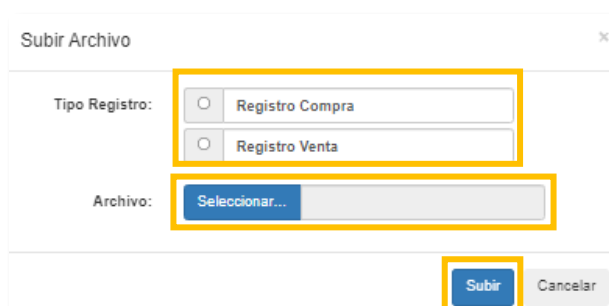 Subir Archivo ×
Tipo Registro: Registro Compra
Registro Venta
Archivo: Seleccionar...
Subir Cancelar